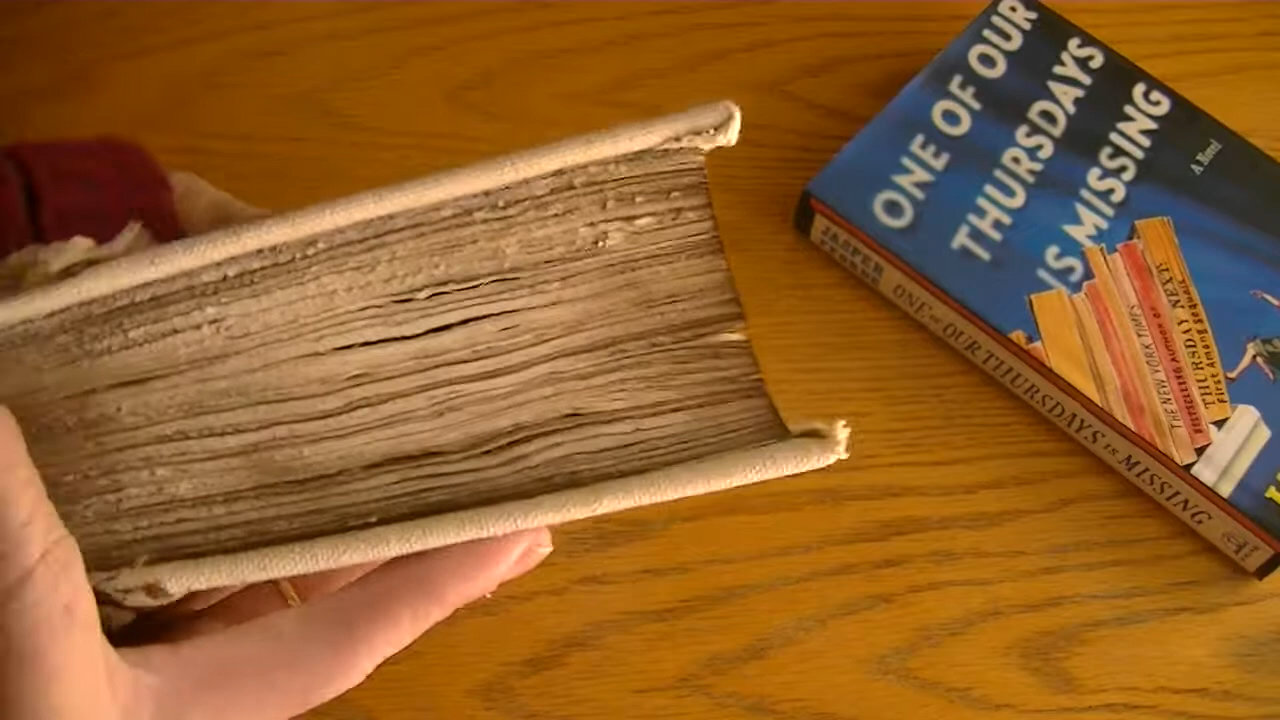 ONE OF OUR
THURSDAYS
IS MISSING
A Novel
THE NEW YORK TIMES
BESTSELLING AUTHOR OF
THURSDAY NEXT:
First Among Sequels
JASPER
FFORDE
ONE OF OUR THURSDAYS IS MISSING